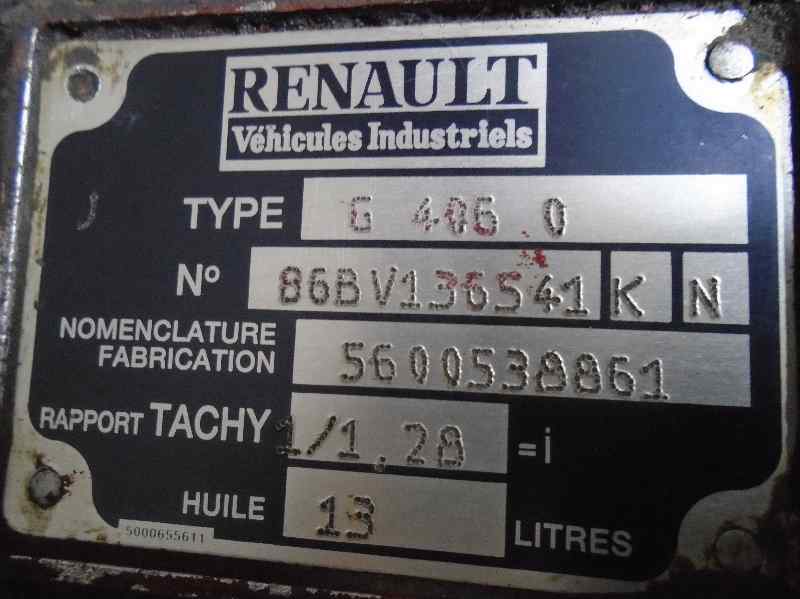 RENAULT
Véhicules Industriels
TYPE G 406 0
Nº 86BV136541 K N
NOMENCLATURE
FABRICATION 5600538861
RAPPORT TACHY 1/1,28 =i
HUILE 13 LITRES
5000655611